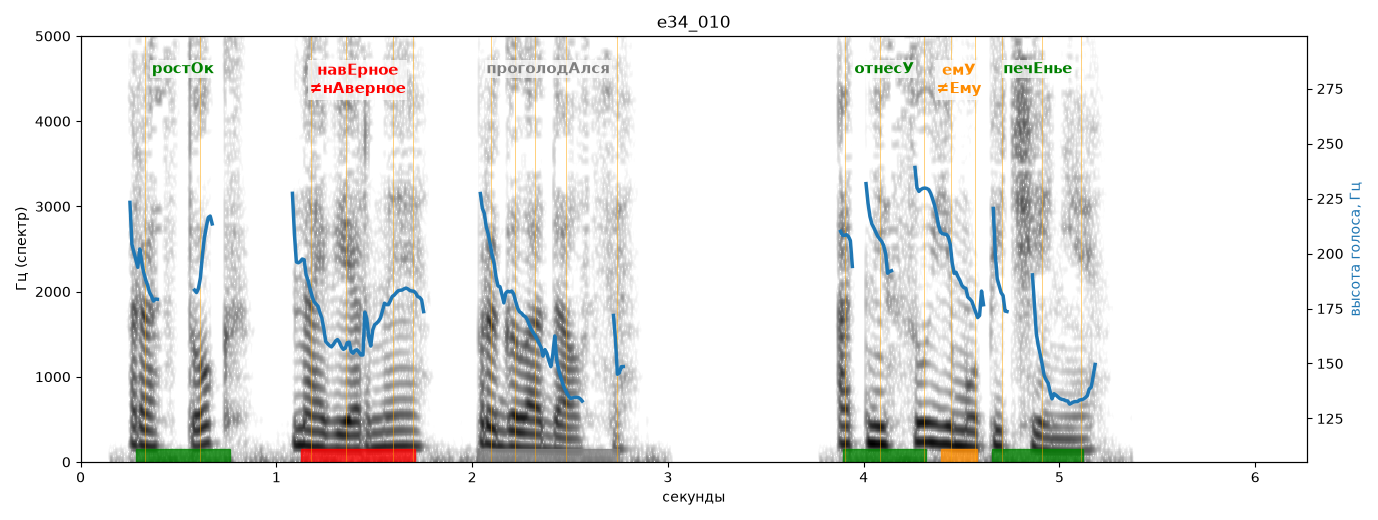 e34_010
5000
4000
3000
2000
1000
0
Гц (спектр)
ростОк
навЕрное
≠нАверное
проголодАлся
отнесУ
емУ
≠Ему
печЕнье
275
250
225
200
175
150
125
высота голоса, Гц
0 1 2 3 4 5 6
секунды